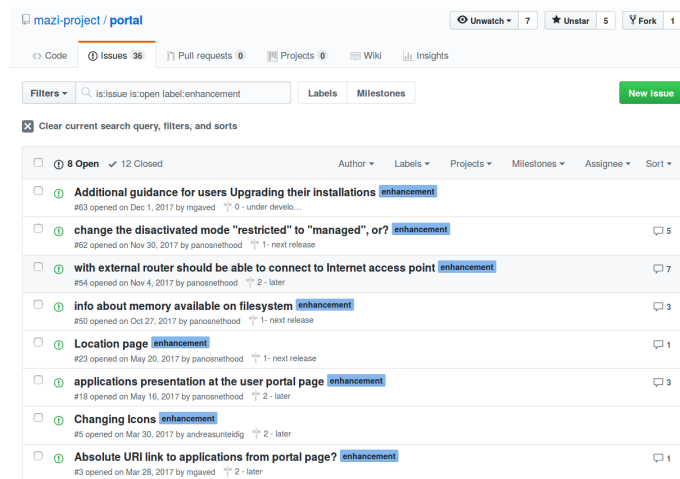 mazi-project / portal
Unwatch 7 Unstar 5 Fork 1
Code Issues 36 Pull requests 0 Projects 0 Wiki Insights
Filters is:issue is:open label:enhancement Labels Milestones New issue
Clear current search query, filters, and sorts
8 Open 12 Closed Author Labels Projects Milestones Assignee Sort
Additional guidance for users Upgrading their installations enhancement
#63 opened on Dec 1, 2017 by mgaved 0 - under develo…
change the disactivated mode "restricted" to "managed", or? enhancement 5
#62 opened on Nov 30, 2017 by panosnethood 1- next release
with external router should be able to connect to Internet access point enhancement 7
#54 opened on Nov 4, 2017 by panosnethood 2 - later
info about memory available on filesystem enhancement 3
#50 opened on Oct 27, 2017 by panosnethood 1- next release
Location page enhancement 1
#23 opened on May 20, 2017 by panosnethood 1- next release
applications presentation at the user portal page enhancement 3
#18 opened on May 16, 2017 by panosnethood 2 - later
Changing Icons enhancement
#5 opened on Mar 30, 2017 by andreasunteidig 2 - later
Absolute URI link to applications from portal page? enhancement 1
#3 opened on Mar 28, 2017 by mgaved 2 - later